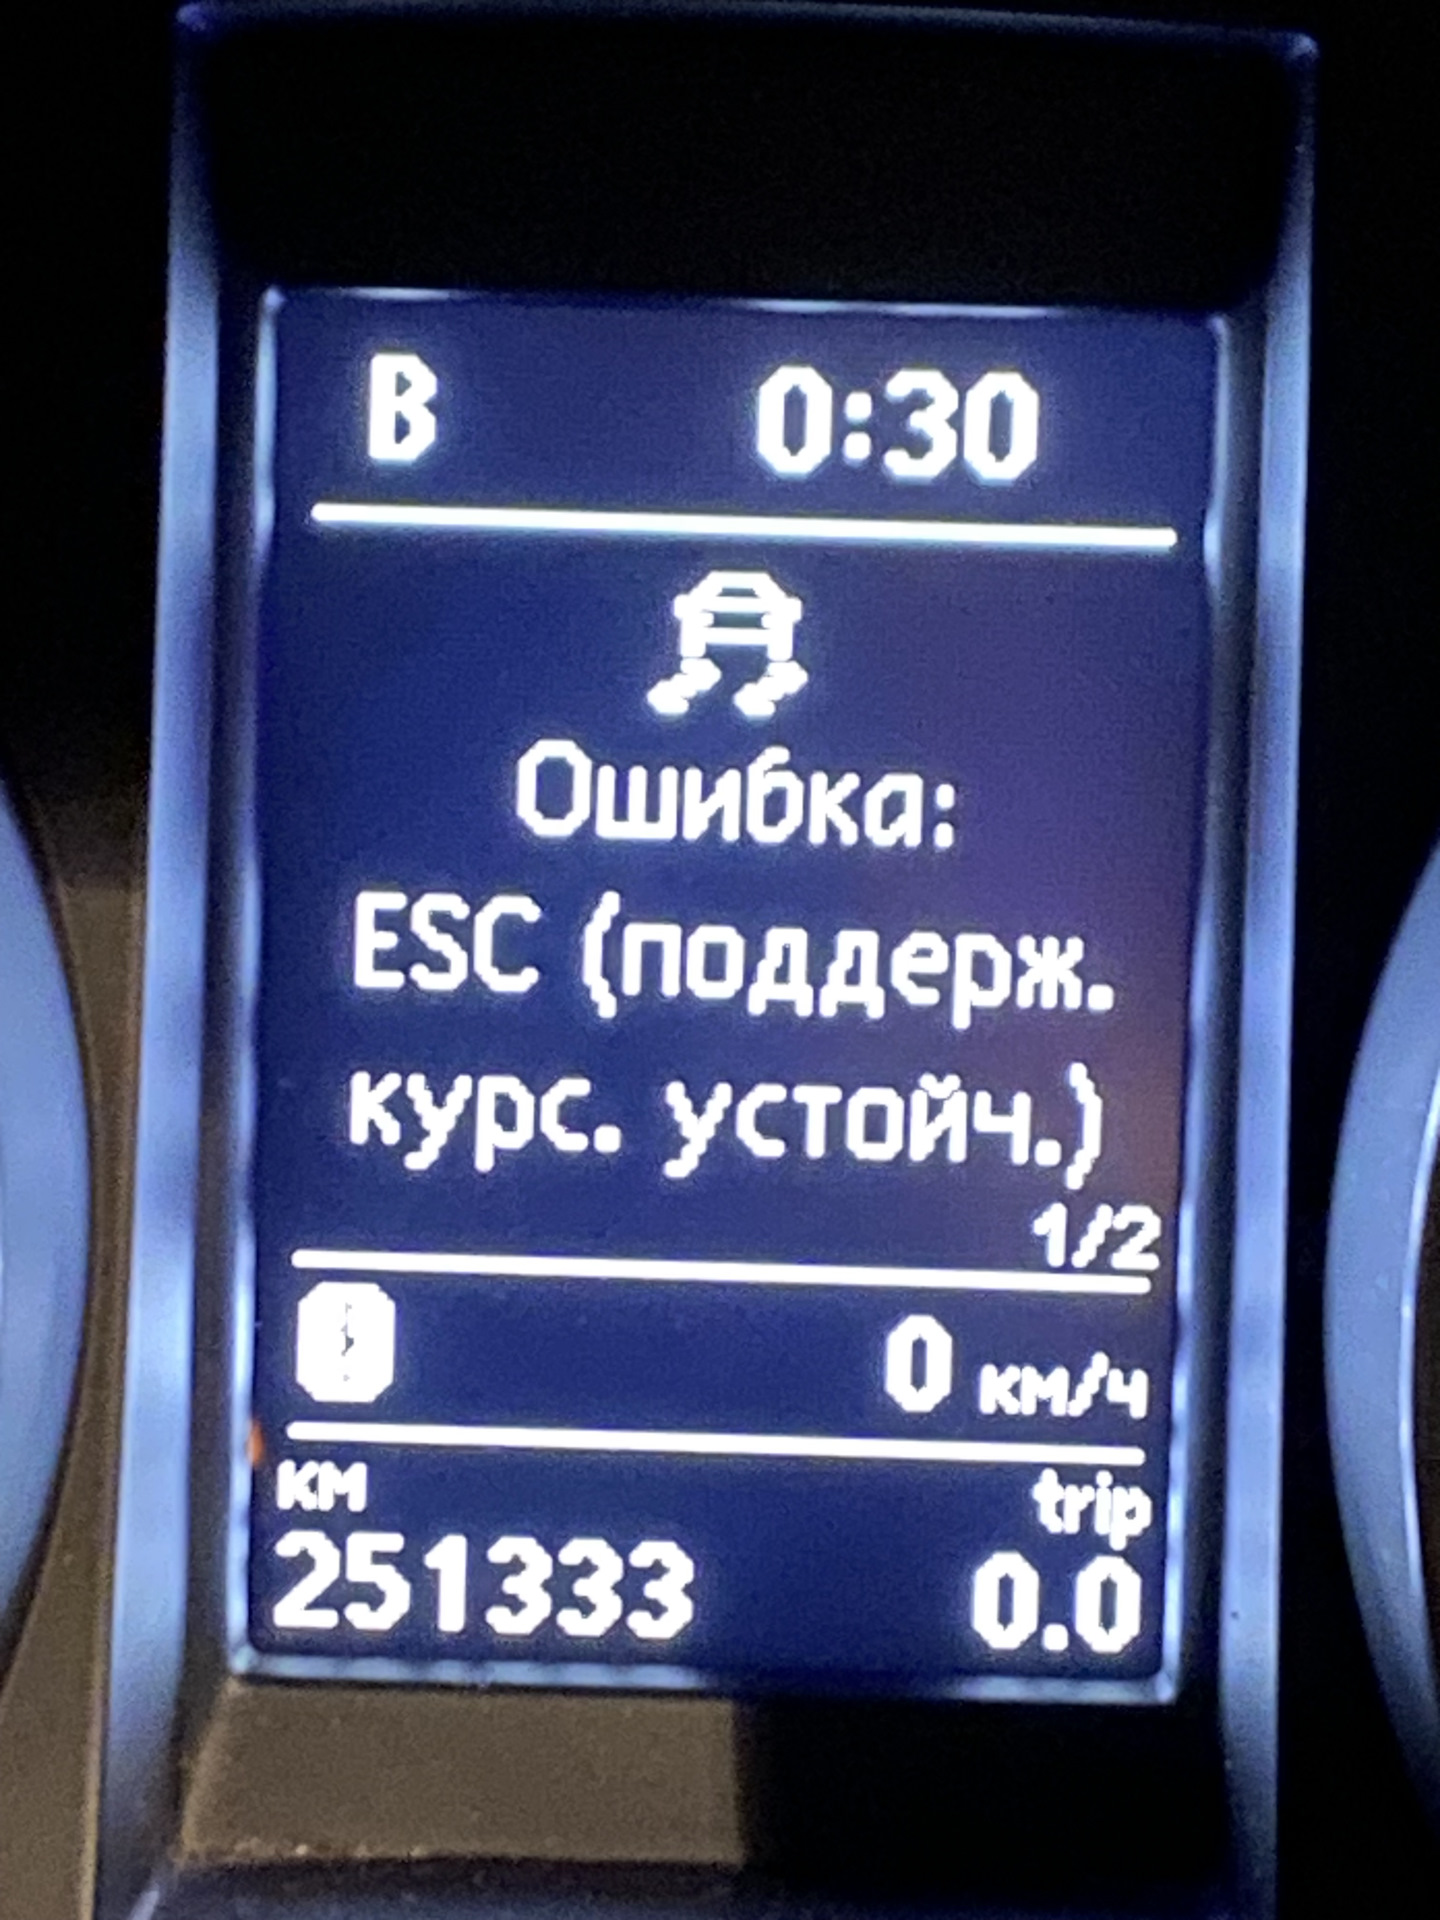 В 0:30
Ошибка:
ESC (поддерж.
курс. устойч.)
1/2
0 км/ч
км trip
251333 0.0